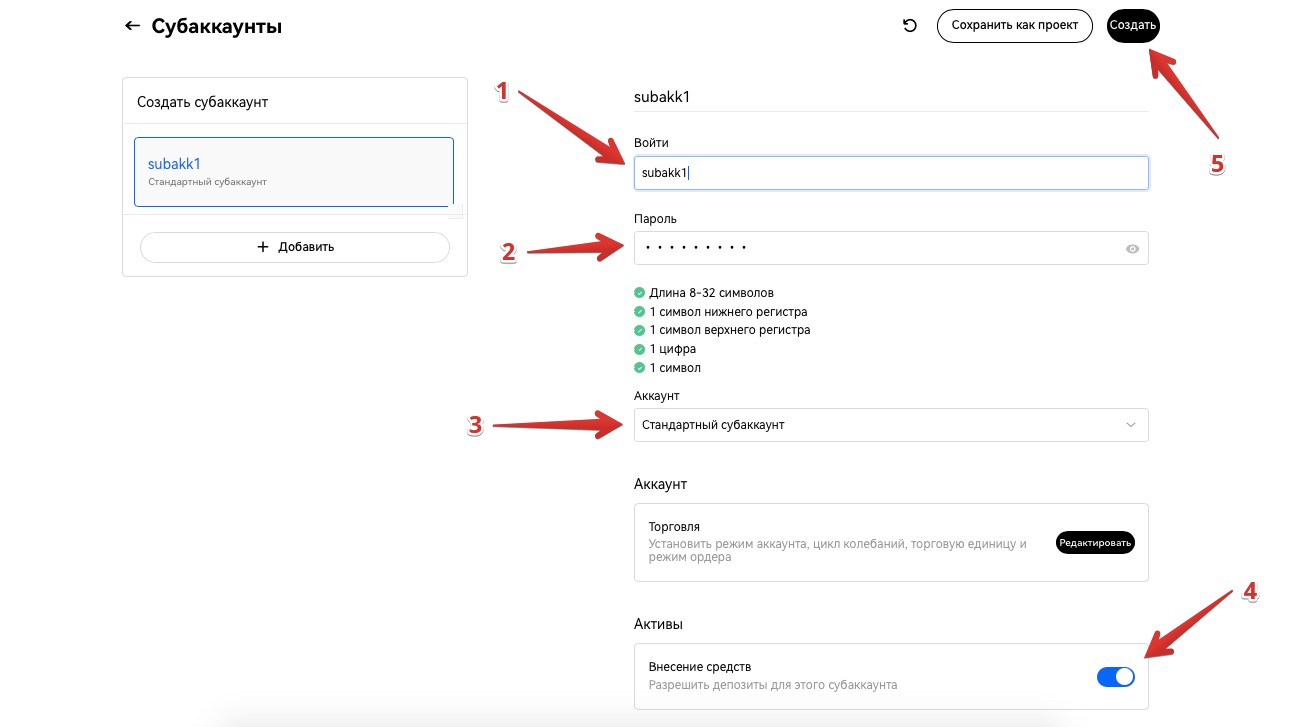 Субаккаунты
Сохранить как проект
Создать
Создать субаккаунт
subakk1
Стандартный субаккаунт
+ Добавить
subakk1
1
Войти
subakk1
5
Пароль
2
• • • • • • • • •
Длина 8-32 символов
1 символ нижнего регистра
1 символ верхнего регистра
1 цифра
1 символ
Аккаунт
3
Стандартный субаккаунт
Аккаунт
Торговля
Установить режим аккаунта, цикл колебаний, торговую единицу и
режим ордера
Редактировать
4
Активы
Внесение средств
Разрешить депозиты для этого субаккаунта